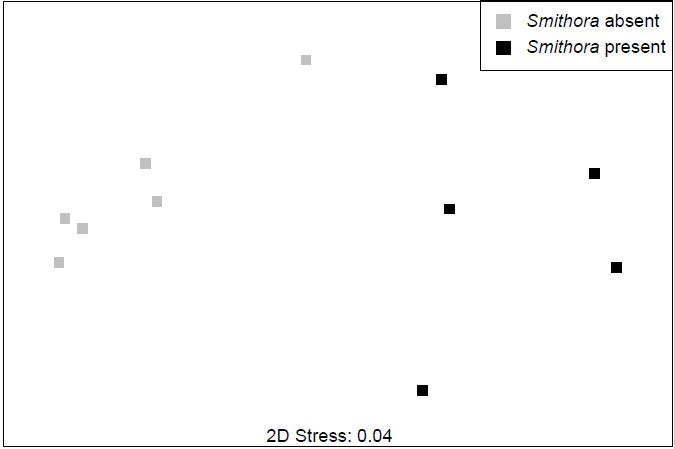 Smithora absent
Smithora present
2D Stress: 0.04